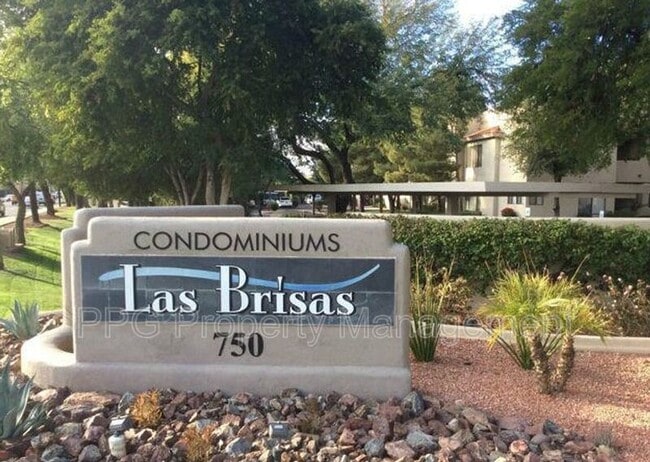 CONDOMINIUMS
Las Brisas
PPG Property Management
750